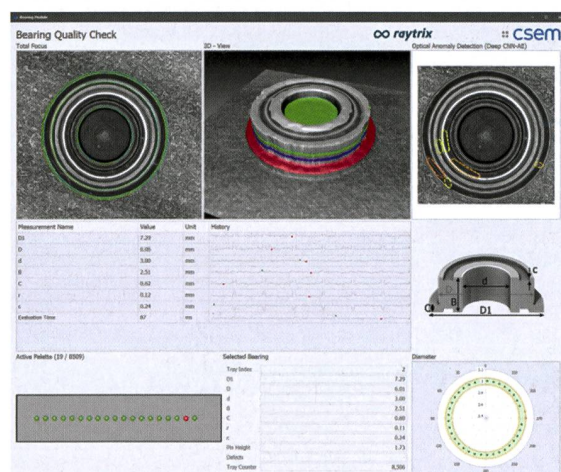 Bearing Module
Bearing Quality Check
raytrix
csem
Total Focus
3D - View
Optical Anomaly Detection (Deep CNN-AE)
Measurement Name Value Unit History
D1 7.29 mm
D 6.00 mm
d 3.00 mm
B 2.51 mm
C 0.62 mm
r 0.12 mm
c 0.24 mm
Evaluation Time 87 ms
c
D
d
r
B
C
D1
Active Palette (19 / 8509)
Selected Bearing
Diameter
Tray Index 2
D1 7.29
D 6.01
d 3.00
B 2.51
C 0.60
r 0.11
c 0.24
Pix Height 1.73
Defects
Tray Counter 8,506